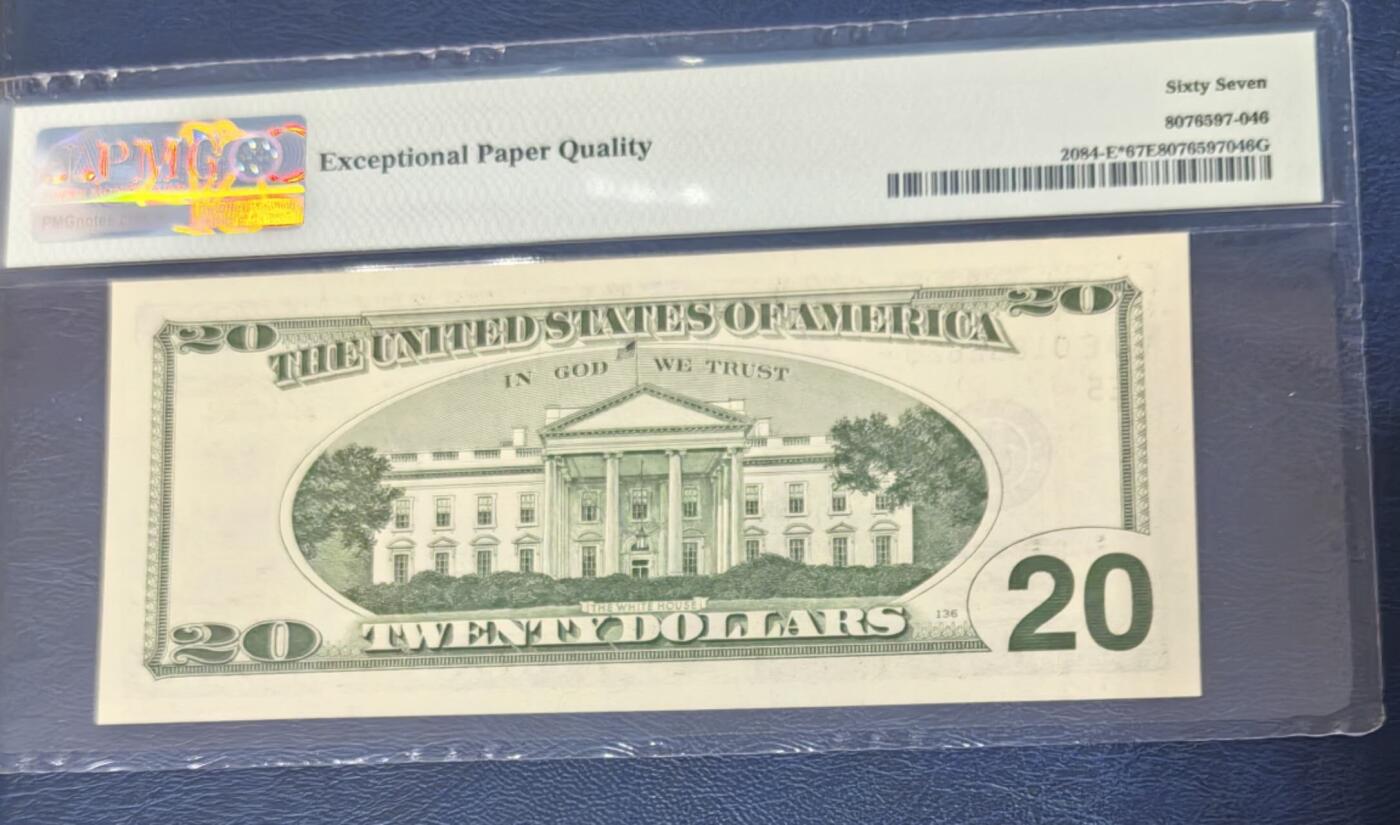 Sixty Seven
8076597-046
PMG
Exceptional Paper Quality
2084-E*67E8076597046G
PMGnotes
20
20
THE UNITED STATES OF AMERICA
IN GOD WE TRUST
THE WHITE HOUSE
20
TWENTY DOLLARS
136
20